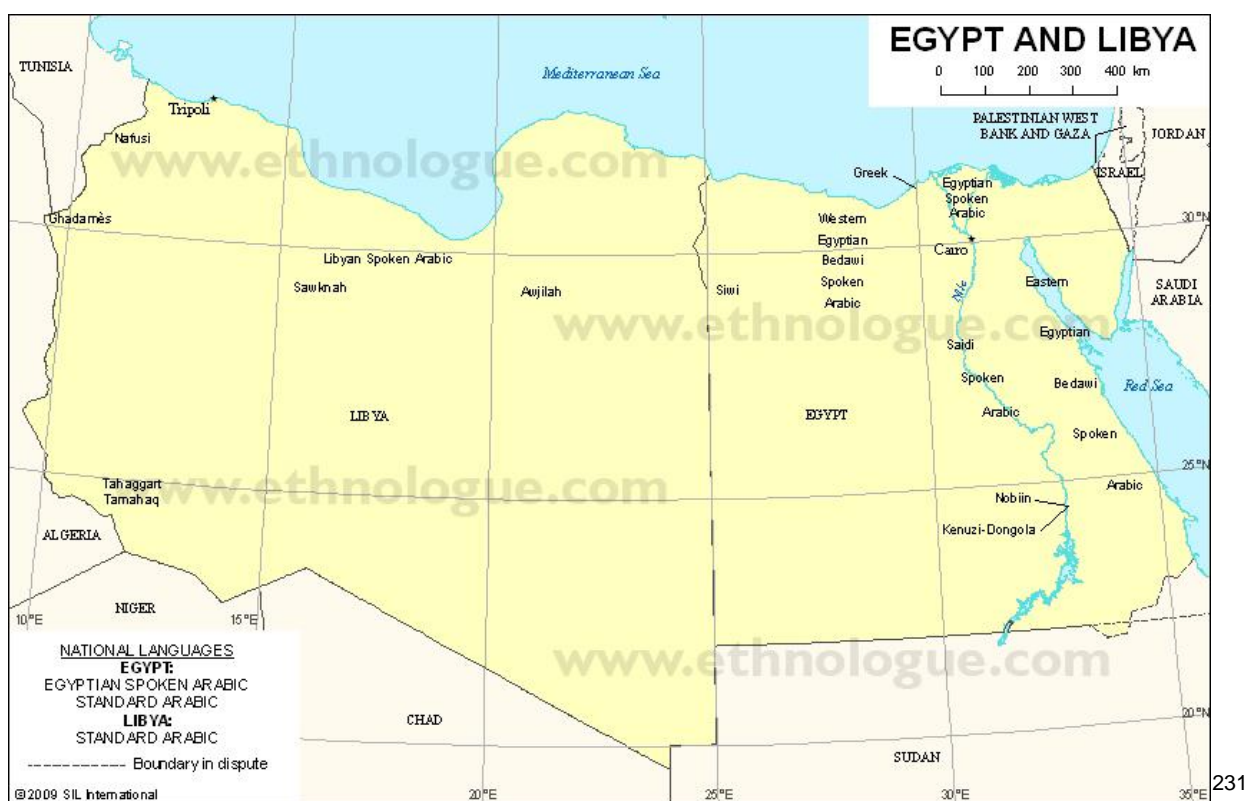 EGYPT AND LIBYA
0 100 200 300 400 km
TUNISIA
Mediterranean Sea
Tripoli
PALESTINIAN WEST
BANK AND GAZA
JORDAN
Nafusi
www.ethnologue.com
ISRAEL
Greek
Egyptian
Spoken
Arabic
Ghadamès
Western
Egyptian
Bedawi
Spoken
Arabic
30°N
Cairo
Libyan Spoken Arabic
Sawknah
Awjilah
Siwi
Nile
Eastern
Egyptian
Bedawi
Spoken
Arabic
SAUDI
ARABIA
www.ethnologue.com
Saidi
Spoken
Arabic
Red Sea
LIBYA
EGYPT
25°N
Tahaggart
Tamahaq
www.ethnologue.com
Nobiin
Kenuzi-Dongola
ALGERIA
NIGER
10°E
15°E
www.ethnologue.com
NATIONAL LANGUAGES
EGYPT:
EGYPTIAN SPOKEN ARABIC
STANDARD ARABIC
LIBYA:
STANDARD ARABIC
Boundary in dispute
CHAD
SUDAN
20°N
©2009 SIL International
20°E
25°E
30°E
35°E
231